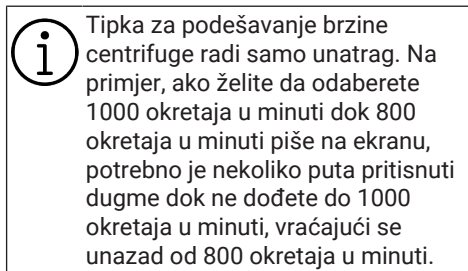 Tipka za podešavanje brzine
centrifuge radi samo unatrag. Na
primjer, ako želite da odaberete
1000 okretaja u minuti dok 800
okretaja u minuti piše na ekranu,
potrebno je nekoliko puta pritisnuti
dugme dok ne dođete do 1000
okretaja u minuti, vraćajući se
unazad od 800 okretaja u minuti.